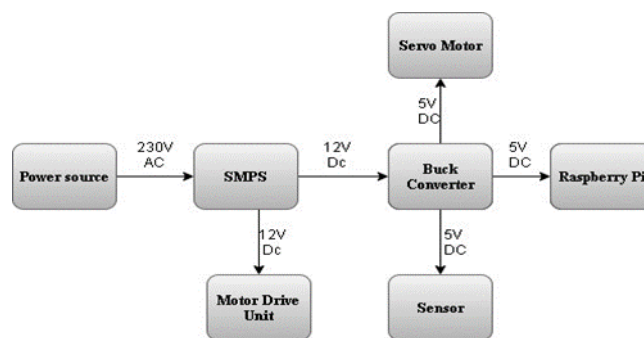 Servo Motor
5V
DC
230V
AC
12V
Dc
5V
DC
Power source
SMPS
Buck
Converter
Raspberry Pi
12V
Dc
5V
DC
Motor Drive
Unit
Sensor